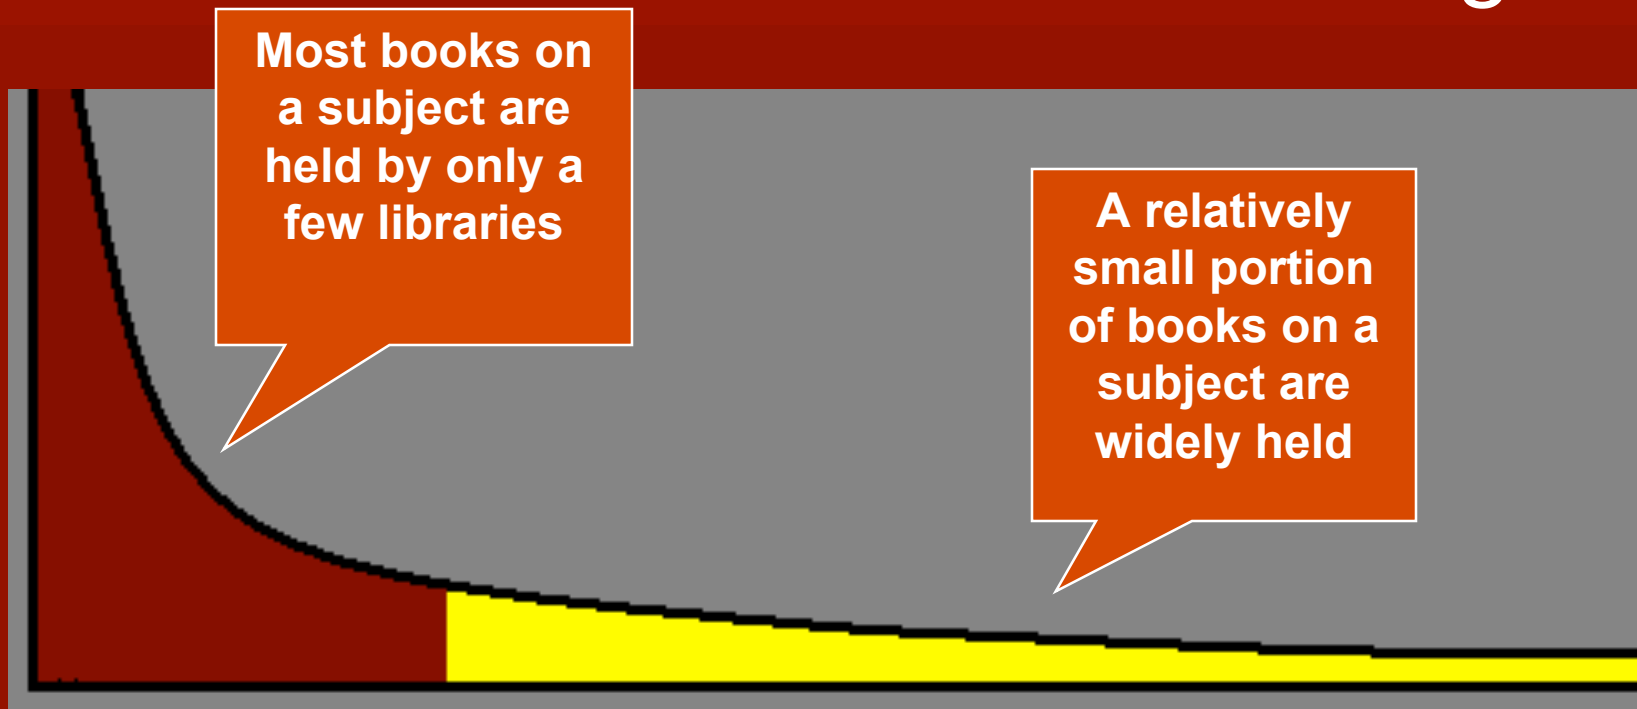 Most books on
a subject are
held by only a
few libraries
A relatively
small portion
of books on a
subject are
widely held